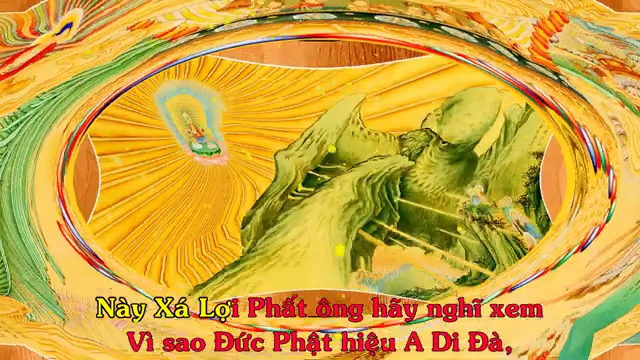 Này Xá Lợi Phất ông hãy nghĩ xem
Vì sao Đức Phật hiệu A Di Đà,